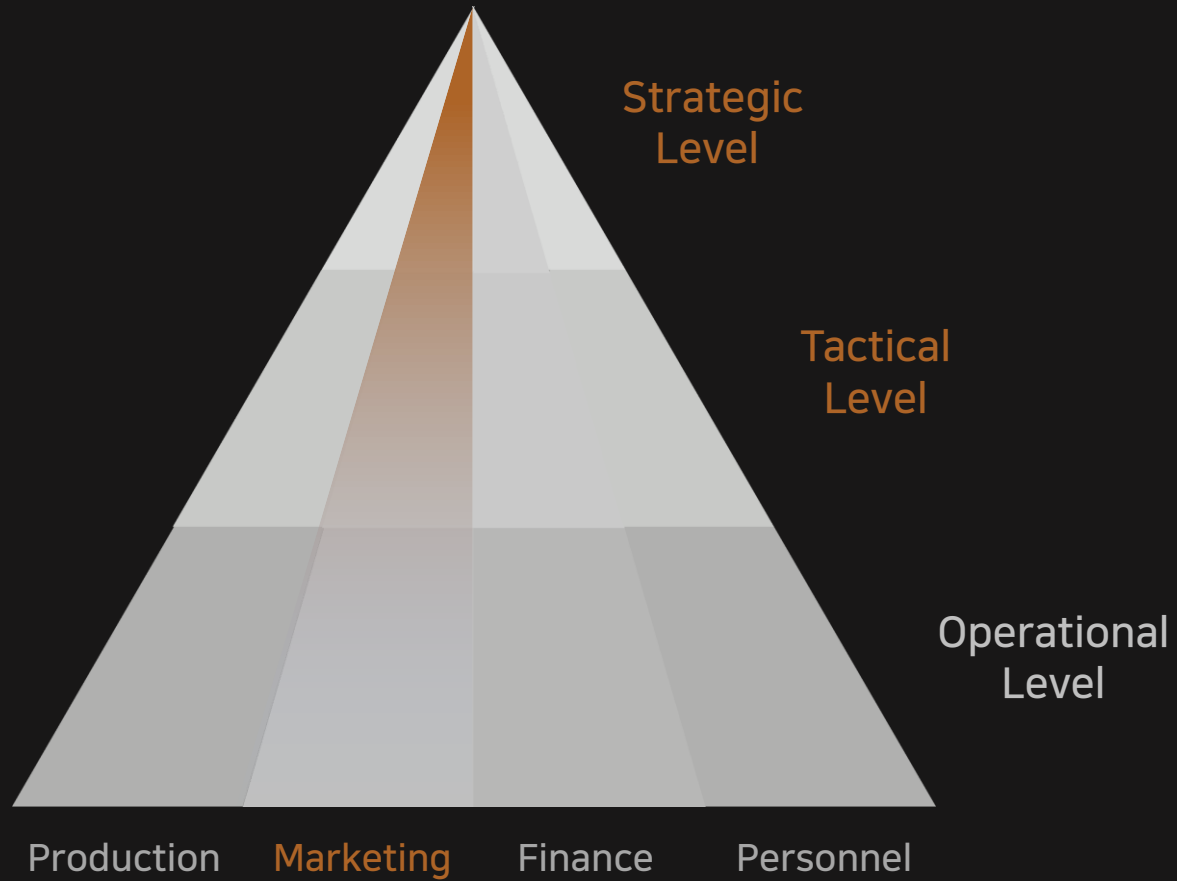 Strategic
Level
Tactical
Level
Operational
Level
Production Marketing Finance Personnel